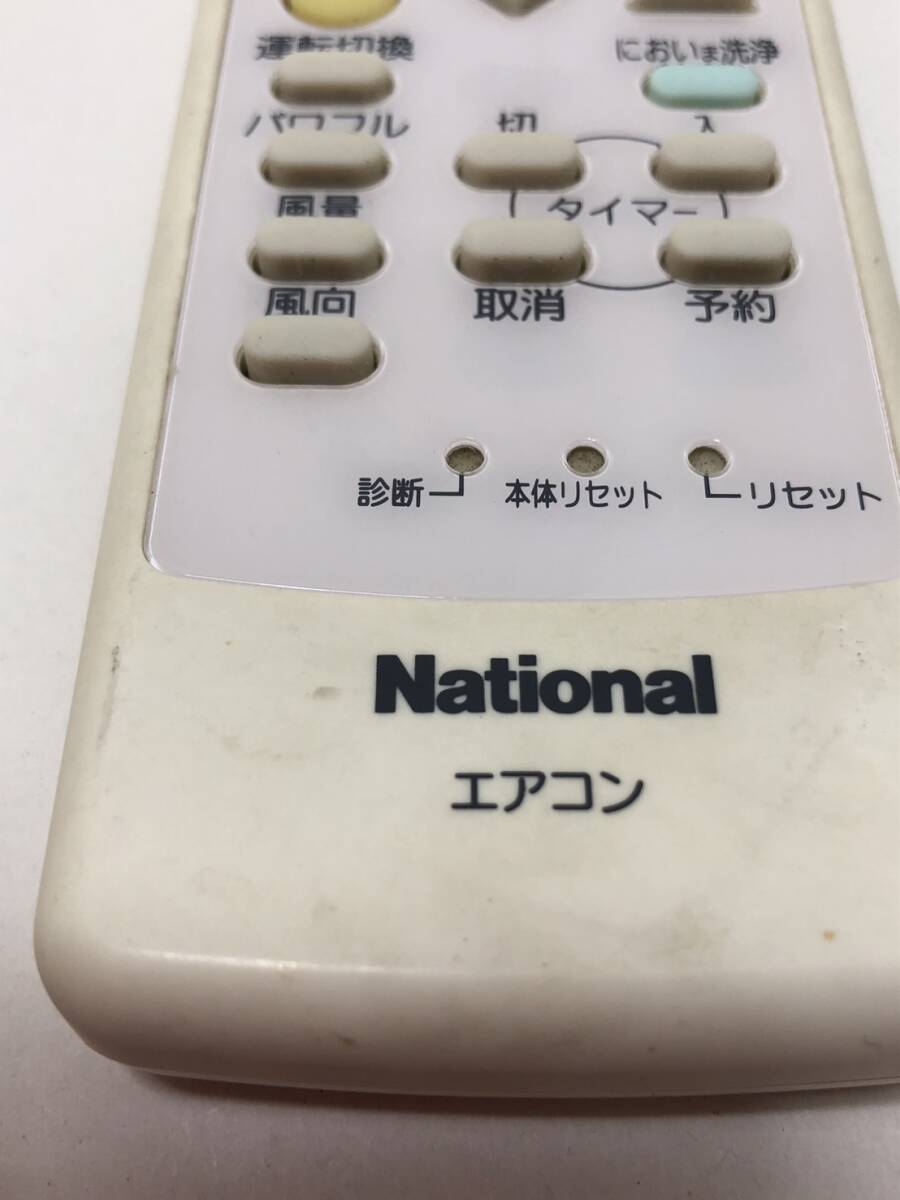 運転切換
においま洗浄
パワフル
切
入
風量
タイマー
風向
取消
予約
診断
本体リセット
リセット
National
エアコン